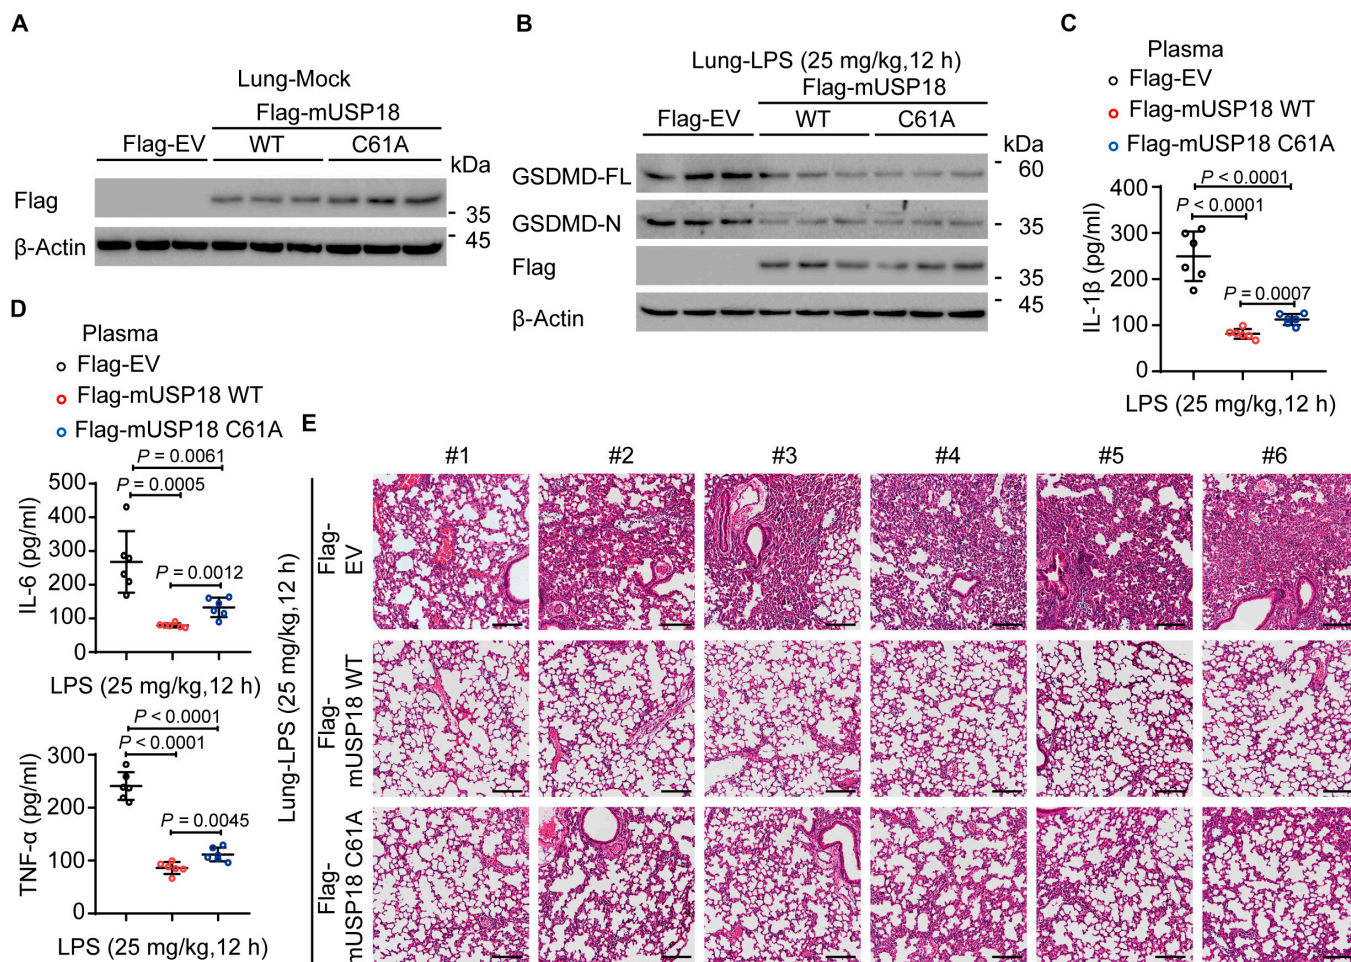 A
Lung-Mock
Flag-mUSP18
Flag-EV WT C61A
kDa
Flag
35
β-Actin
45
B
Lung-LPS (25 mg/kg,12 h)
Flag-mUSP18
Flag-EV WT C61A
kDa
GSDMD-FL
60
GSDMD-N
35
Flag
35
β-Actin
45
C
Plasma
Flag-EV
Flag-mUSP18 WT
Flag-mUSP18 C61A
IL-1β (pg/ml)
400
300
200
100
0
P < 0.0001
P < 0.0001
P = 0.0007
LPS (25 mg/kg,12 h)
D
Plasma
Flag-EV
Flag-mUSP18 WT
Flag-mUSP18 C61A
IL-6 (pg/ml)
500
400
300
200
100
0
P = 0.0061
P = 0.0005
P = 0.0012
LPS (25 mg/kg,12 h)
TNF-α (pg/ml)
300
200
100
0
P < 0.0001
P < 0.0001
P = 0.0045
LPS (25 mg/kg,12 h)
E
#1 #2 #3 #4 #5 #6
Lung-LPS (25 mg/kg,12 h)
Flag-
EV
Flag-
mUSP18 WT
Flag-
mUSP18 C61A